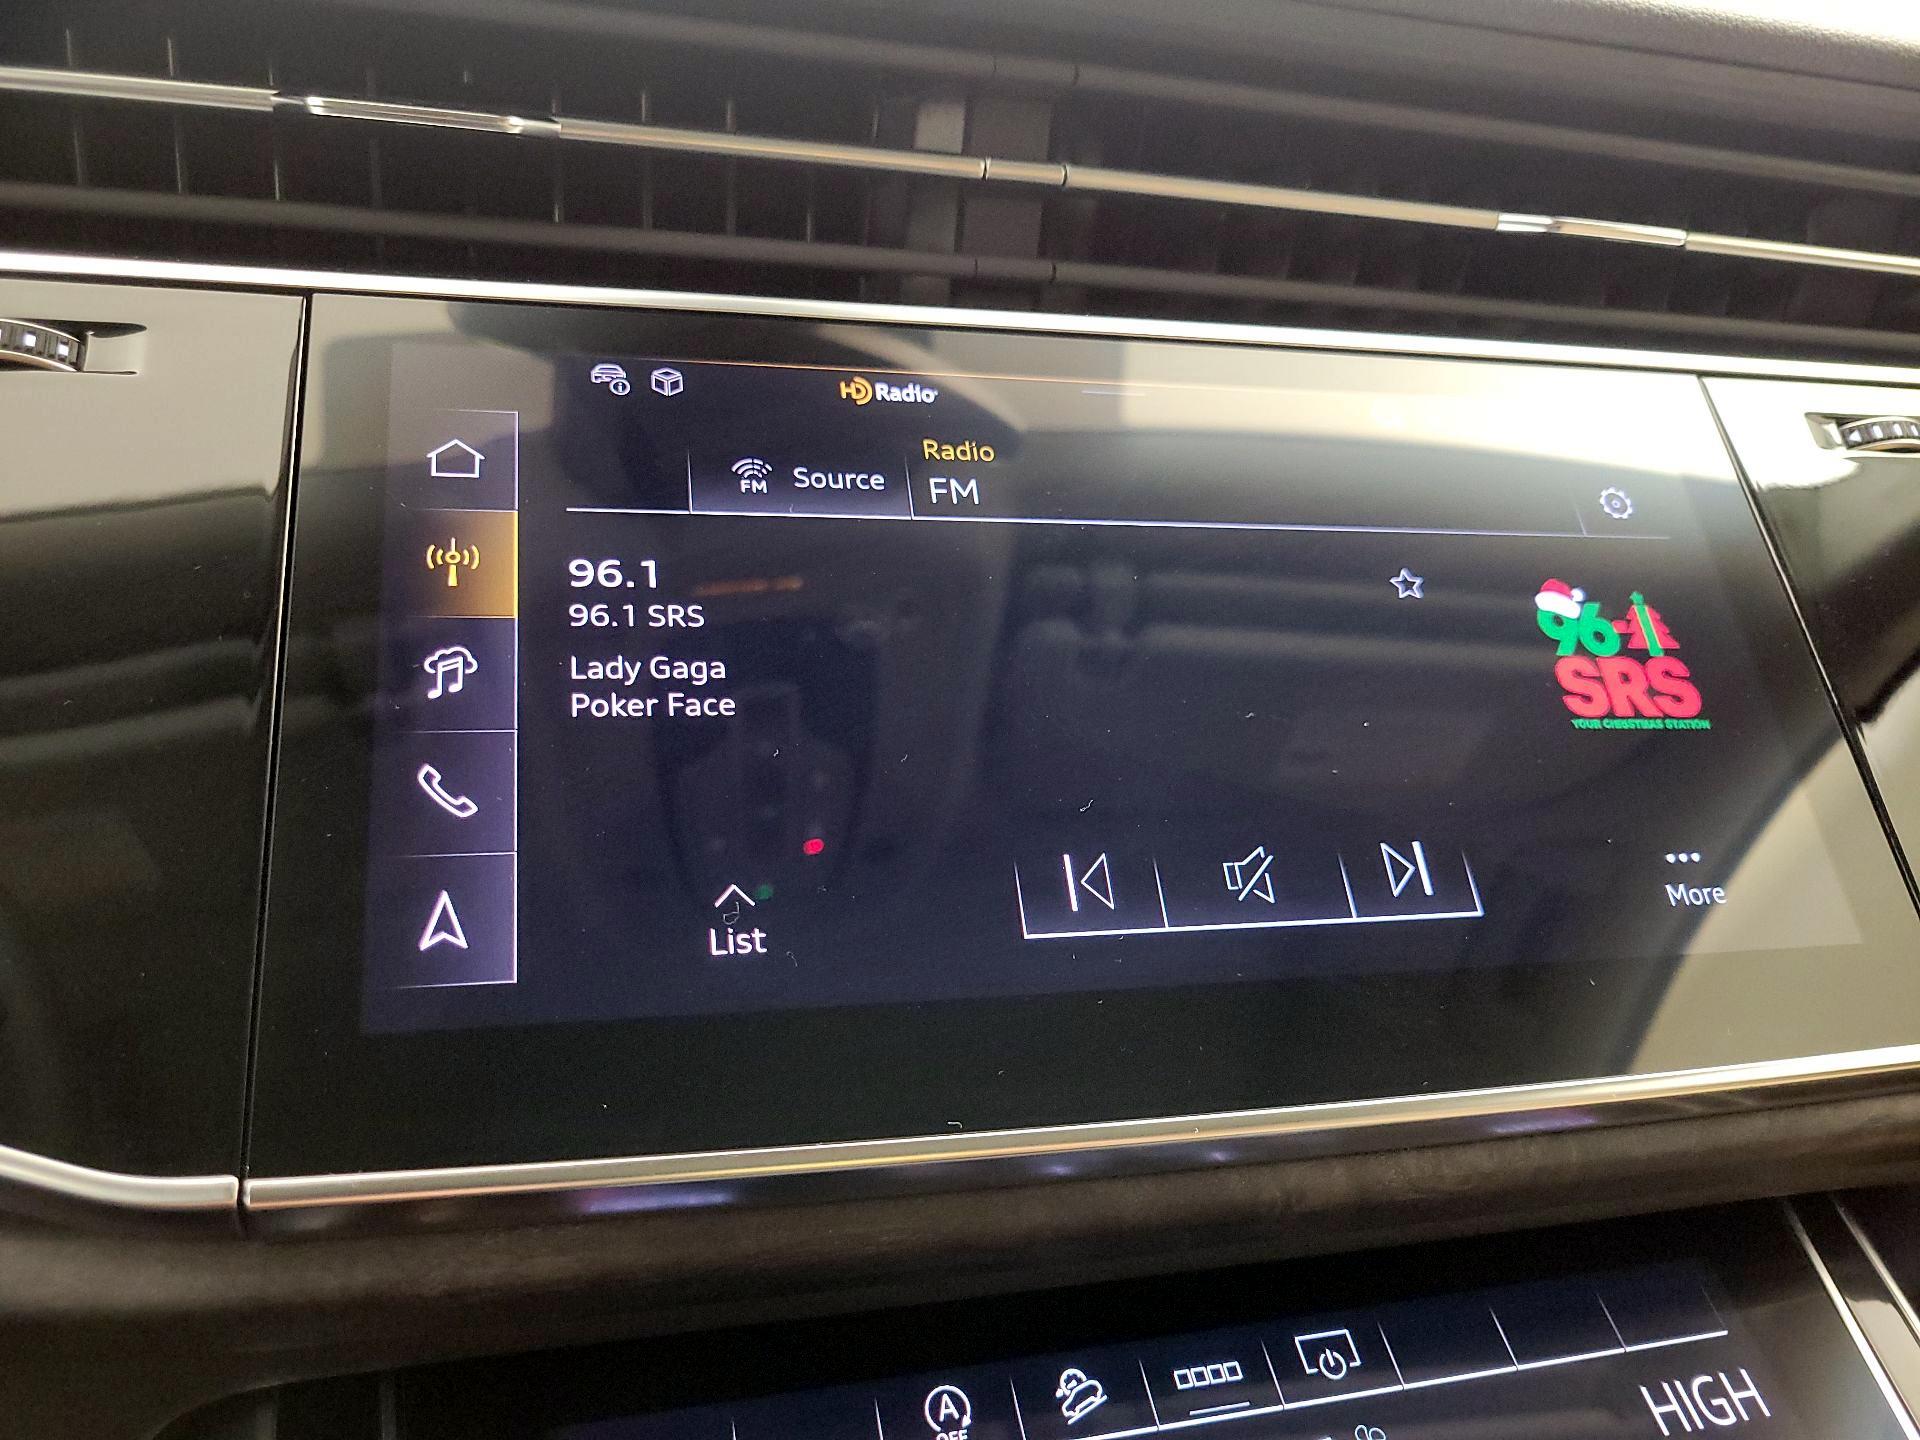 HD Radio
Radio
FM
Source
FM
96.1
96.1 SRS
Lady Gaga
Poker Face
96.1
SRS
YOUR CHRISTMAS STATION
List
More
A
OFF
HIGH